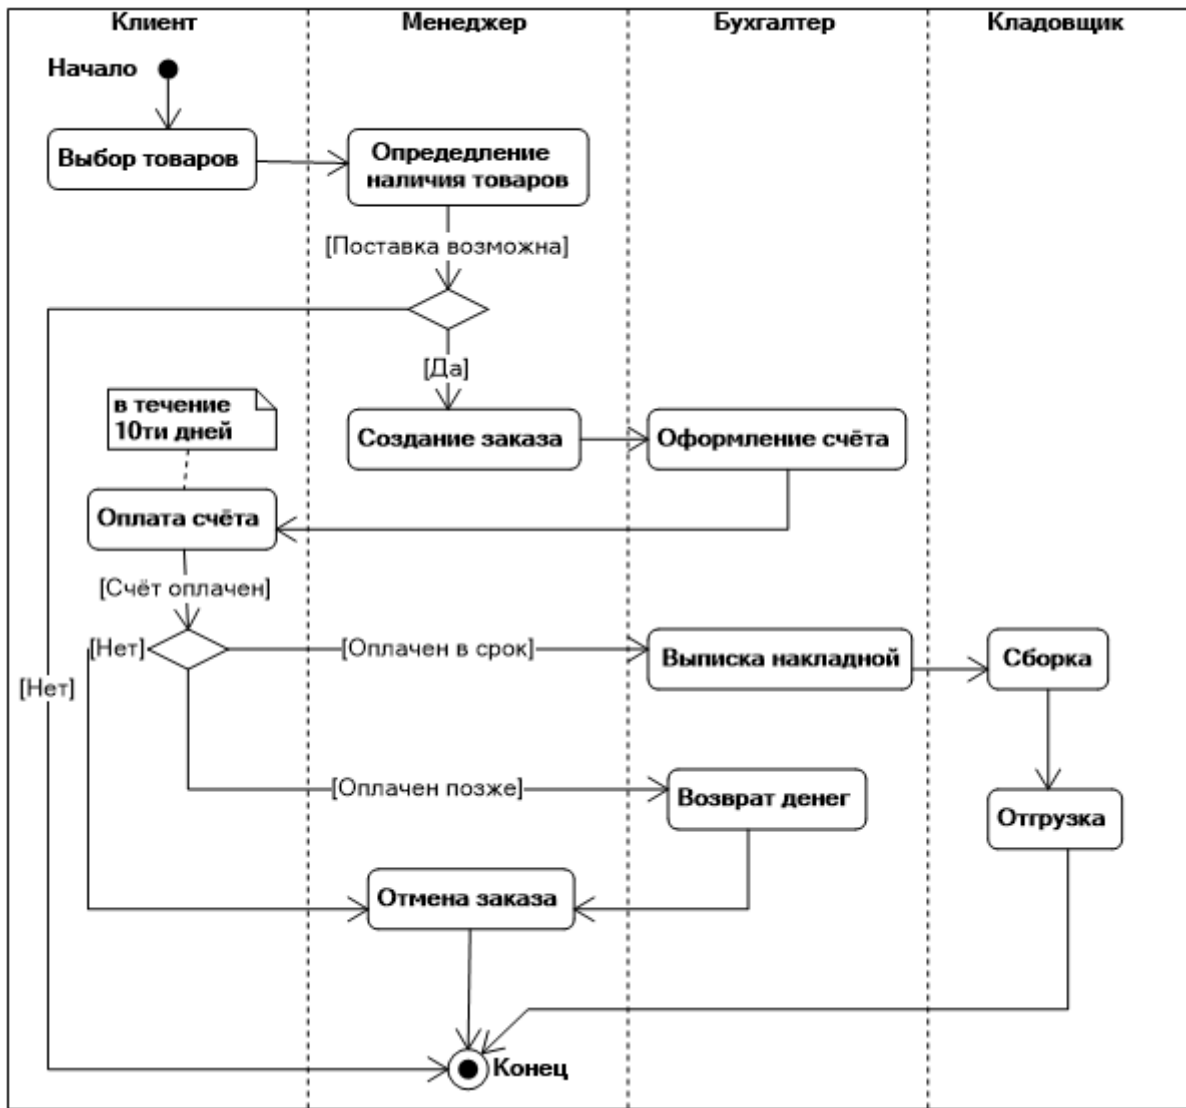 Клиент
Менеджер
Бухгалтер
Кладовщик
Начало
Выбор товаров
Опредедление
наличия товаров
[Поставка возможна]
[Да]
в течение
10ти дней
Создание заказа
Оформление счёта
Оплата счёта
[Счёт оплачен]
[Нет]
[Оплачен в срок]
Выписка накладной
Сборка
[Нет]
[Оплачен позже]
Возврат денег
Отгрузка
Отмена заказа
Конец